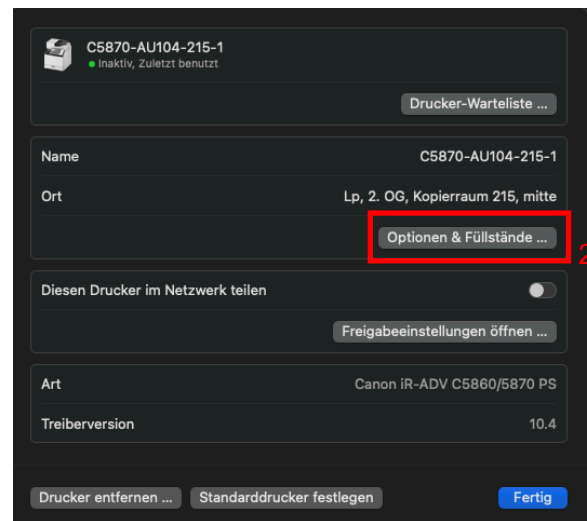 C5870-AU104-215-1
Inaktiv, Zuletzt benutzt
Drucker-Warteliste ...
Name C5870-AU104-215-1
Ort Lp, 2. OG, Kopierraum 215, mitte
Optionen & Füllstände ...
2
Diesen Drucker im Netzwerk teilen
Freigabeeinstellungen öffnen ...
Art Canon iR-ADV C5860/5870 PS
Treiberversion 10.4
Drucker entfernen ... Standarddrucker festlegen Fertig